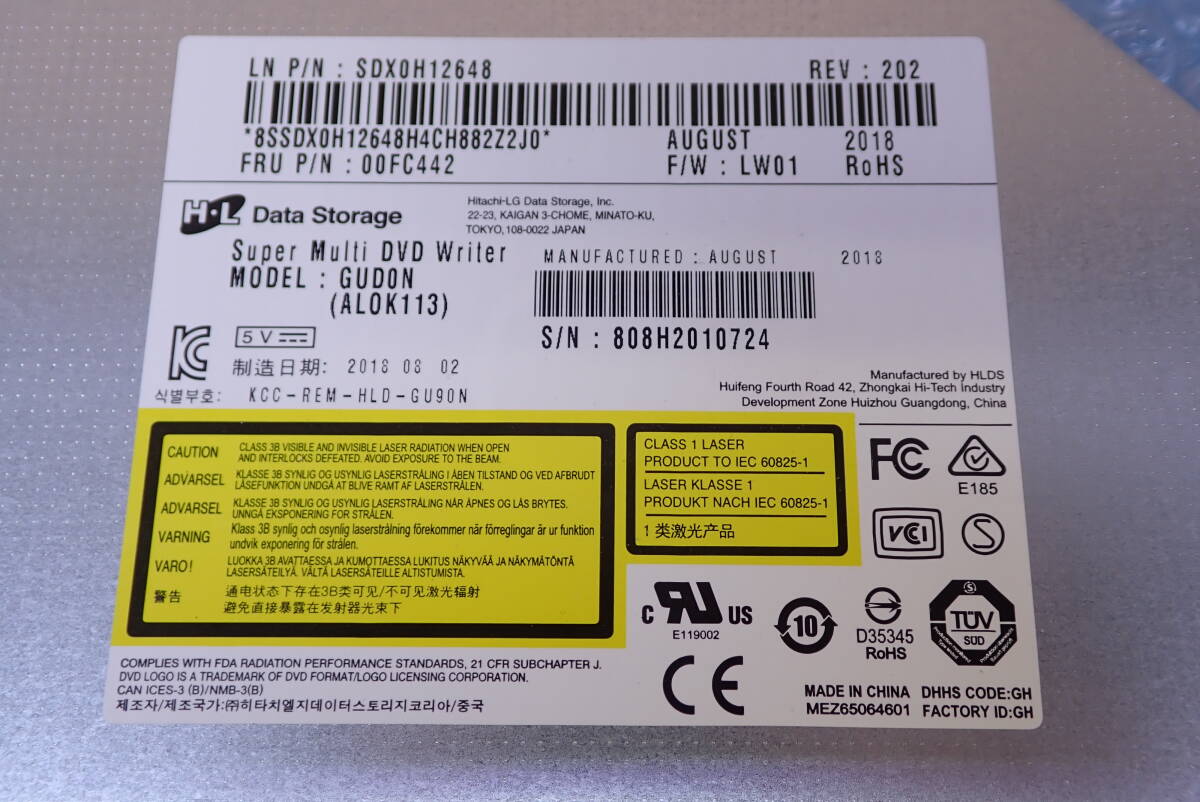 LN P/N : SDX0H12648
REV : 202
*8SSDX0H12648H4CH882Z2J0*
AUGUST 2018
FRU P/N : 00FC442
F/W : LW01 RoHS
H·L Data Storage
Hitachi-LG Data Storage, Inc.
22-23, KAIGAN 3-CHOME, MINATO-KU,
TOKYO, 108-0022 JAPAN
Super Multi DVD Writer
MODEL : GUD0N
(AL0K113)
MANUFACTURED : AUGUST 2018
S/N : 808H2010724
5 V
制造日期: 2018 08 02
식별부호: KCC-REM-HLD-GU90N
Manufactured by HLDS
Huifeng Fourth Road 42, Zhongkai Hi-Tech Industry
Development Zone Huizhou Guangdong, China
CAUTION CLASS 3B VISIBLE AND INVISIBLE LASER RADIATION WHEN OPEN
AND INTERLOCKS DEFEATED. AVOID EXPOSURE TO THE BEAM.
ADVARSEL KLASSE 3B SYNLIG OG USYNLIG LASERSTRÅLING I ÅBEN TILSTAND OG VED AFBRUDT
LÅSEFUNKTION UNDGÅ AT BLIVE RAMT AF LASERSTRÅLEN.
ADVARSEL KLASSE 3B SYNLIG OG USYNLIG LASERSTRÅLING NÅR ÅPNES OG LÅS BRYTES.
UNNGÅ EKSPONERING FOR STRÅLEN.
VARNING Klass 3B synlig och osynlig laserstrålning förekommer när förreglingar är ur funktion
undvik exponering för strålen.
VARO! LUOKKA 3B AVATTAESSA JA KUMOTTAESSA LUKITUS NÄKYVÄÄ JA NÄKYMÄTÖNTÄ
LASERSÄTEILYÄ. VÄLTÄ LASERSÄTEILLE ALTISTUMISTA.
警告 通电状态下存在3B类可见/不可见激光辐射
避免直接暴露在发射器光束下
CLASS 1 LASER
PRODUCT TO IEC 60825-1
LASER KLASSE 1
PRODUKT NACH IEC 60825-1
1 类激光产品
FC
E185
VCI
S
C RU US
E119002
10
D35345
RoHS
TÜV
SÜD
CE
COMPLIES WITH FDA RADIATION PERFORMANCE STANDARDS, 21 CFR SUBCHAPTER J.
DVD LOGO IS A TRADEMARK OF DVD FORMAT/LOGO LICENSING CORPORATION.
CAN ICES-3 (B)/NMB-3(B)
제조자/제조국가:㈜히타치엘지데이터스토리지코리아/중국
MADE IN CHINA DHHS CODE:GH
MEZ65064601 FACTORY ID:GH